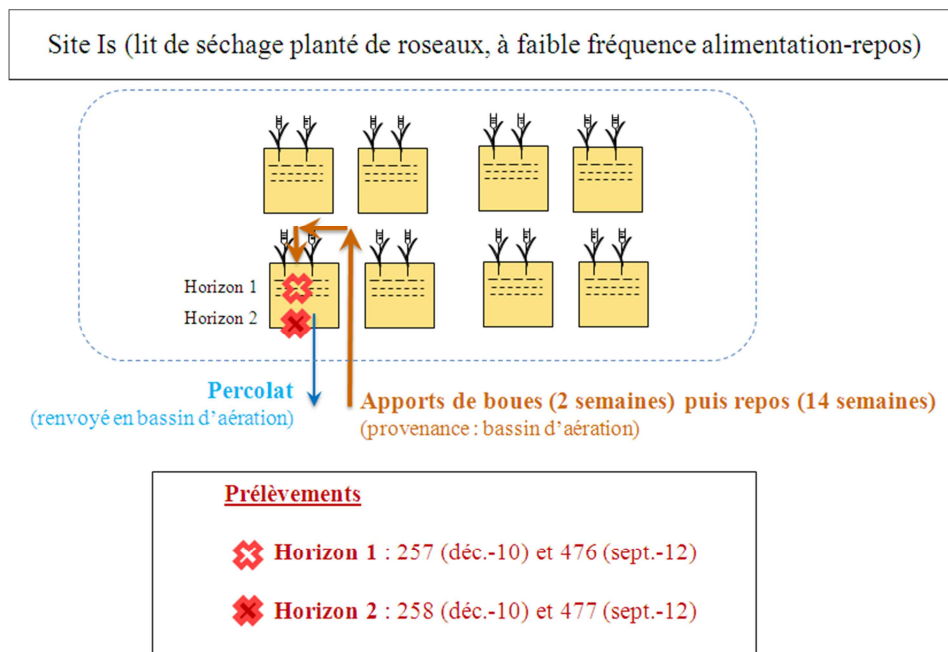 Site Is (lit de séchage planté de roseaux, à faible fréquence alimentation-repos)
Horizon 1
Horizon 2
Percolat
(renvoyé en bassin d’aération)
Apports de boues (2 semaines) puis repos (14 semaines)
(provenance : bassin d’aération)
Prélèvements
Horizon 1 : 257 (déc.-10) et 476 (sept.-12)
Horizon 2 : 258 (déc.-10) et 477 (sept.-12)